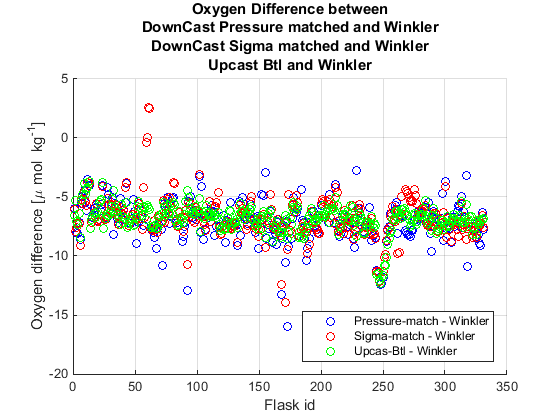 Oxygen Difference between
DownCast Pressure matched and Winkler
DownCast Sigma matched and Winkler
Upcast Btl and Winkler
5
0
-5
-10
-15
-20
Oxygen difference [μ mol kg-1]
0 50 100 150 200 250 300 350
Flask id
Pressure-match - Winkler
Sigma-match - Winkler
Upcas-Btl - Winkler